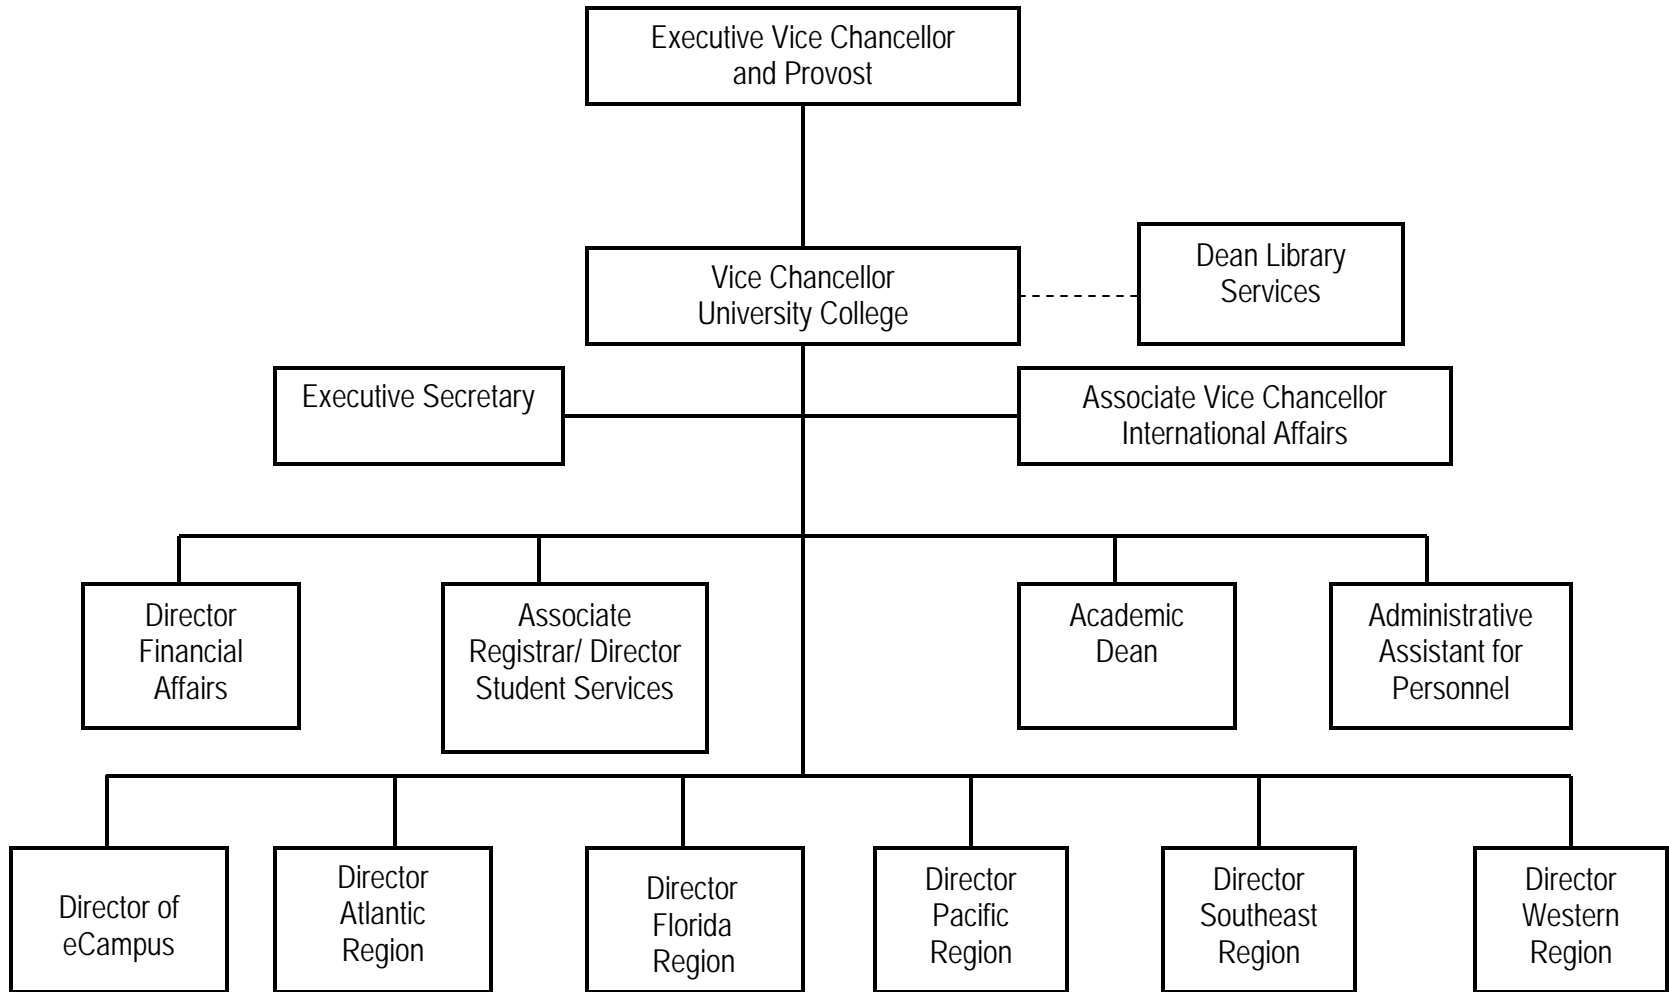 Executive Vice Chancellor
and Provost
Vice Chancellor
University College
Dean Library
Services
Executive Secretary
Associate Vice Chancellor
International Affairs
Director
Financial
Affairs
Associate
Registrar/ Director
Student Services
Academic
Dean
Administrative
Assistant for
Personnel
Director of
eCampus
Director
Atlantic
Region
Director
Florida
Region
Director
Pacific
Region
Director
Southeast
Region
Director
Western
Region